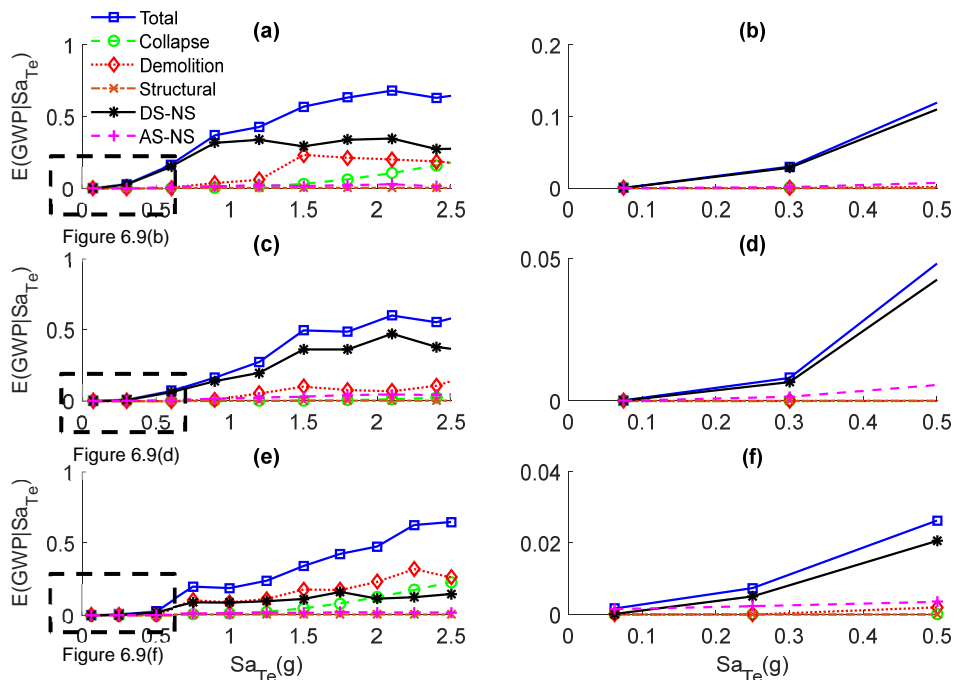 Total
Collapse
Demolition
Structural
DS-NS
AS-NS
(a)
E(GWP|Sa_Te)
1
0.5
0
0 0.5 1 1.5 2 2.5
Figure 6.9(b)
(b)
E(GWP|Sa_Te)
0.2
0.1
0
0 0.1 0.2 0.3 0.4 0.5
(c)
E(GWP|Sa_Te)
1
0.5
0
0 0.5 1 1.5 2 2.5
Figure 6.9(d)
(d)
0.05
0
0 0.1 0.2 0.3 0.4 0.5
(e)
E(GWP|Sa_Te)
1
0.5
0
0 0.5 1.0 1.5 2.0 2.5
Figure 6.9(f)
Sa_Te(g)
(f)
0.04
0.02
0
0.1 0.2 0.3 0.4 0.5
Sa_Te(g)